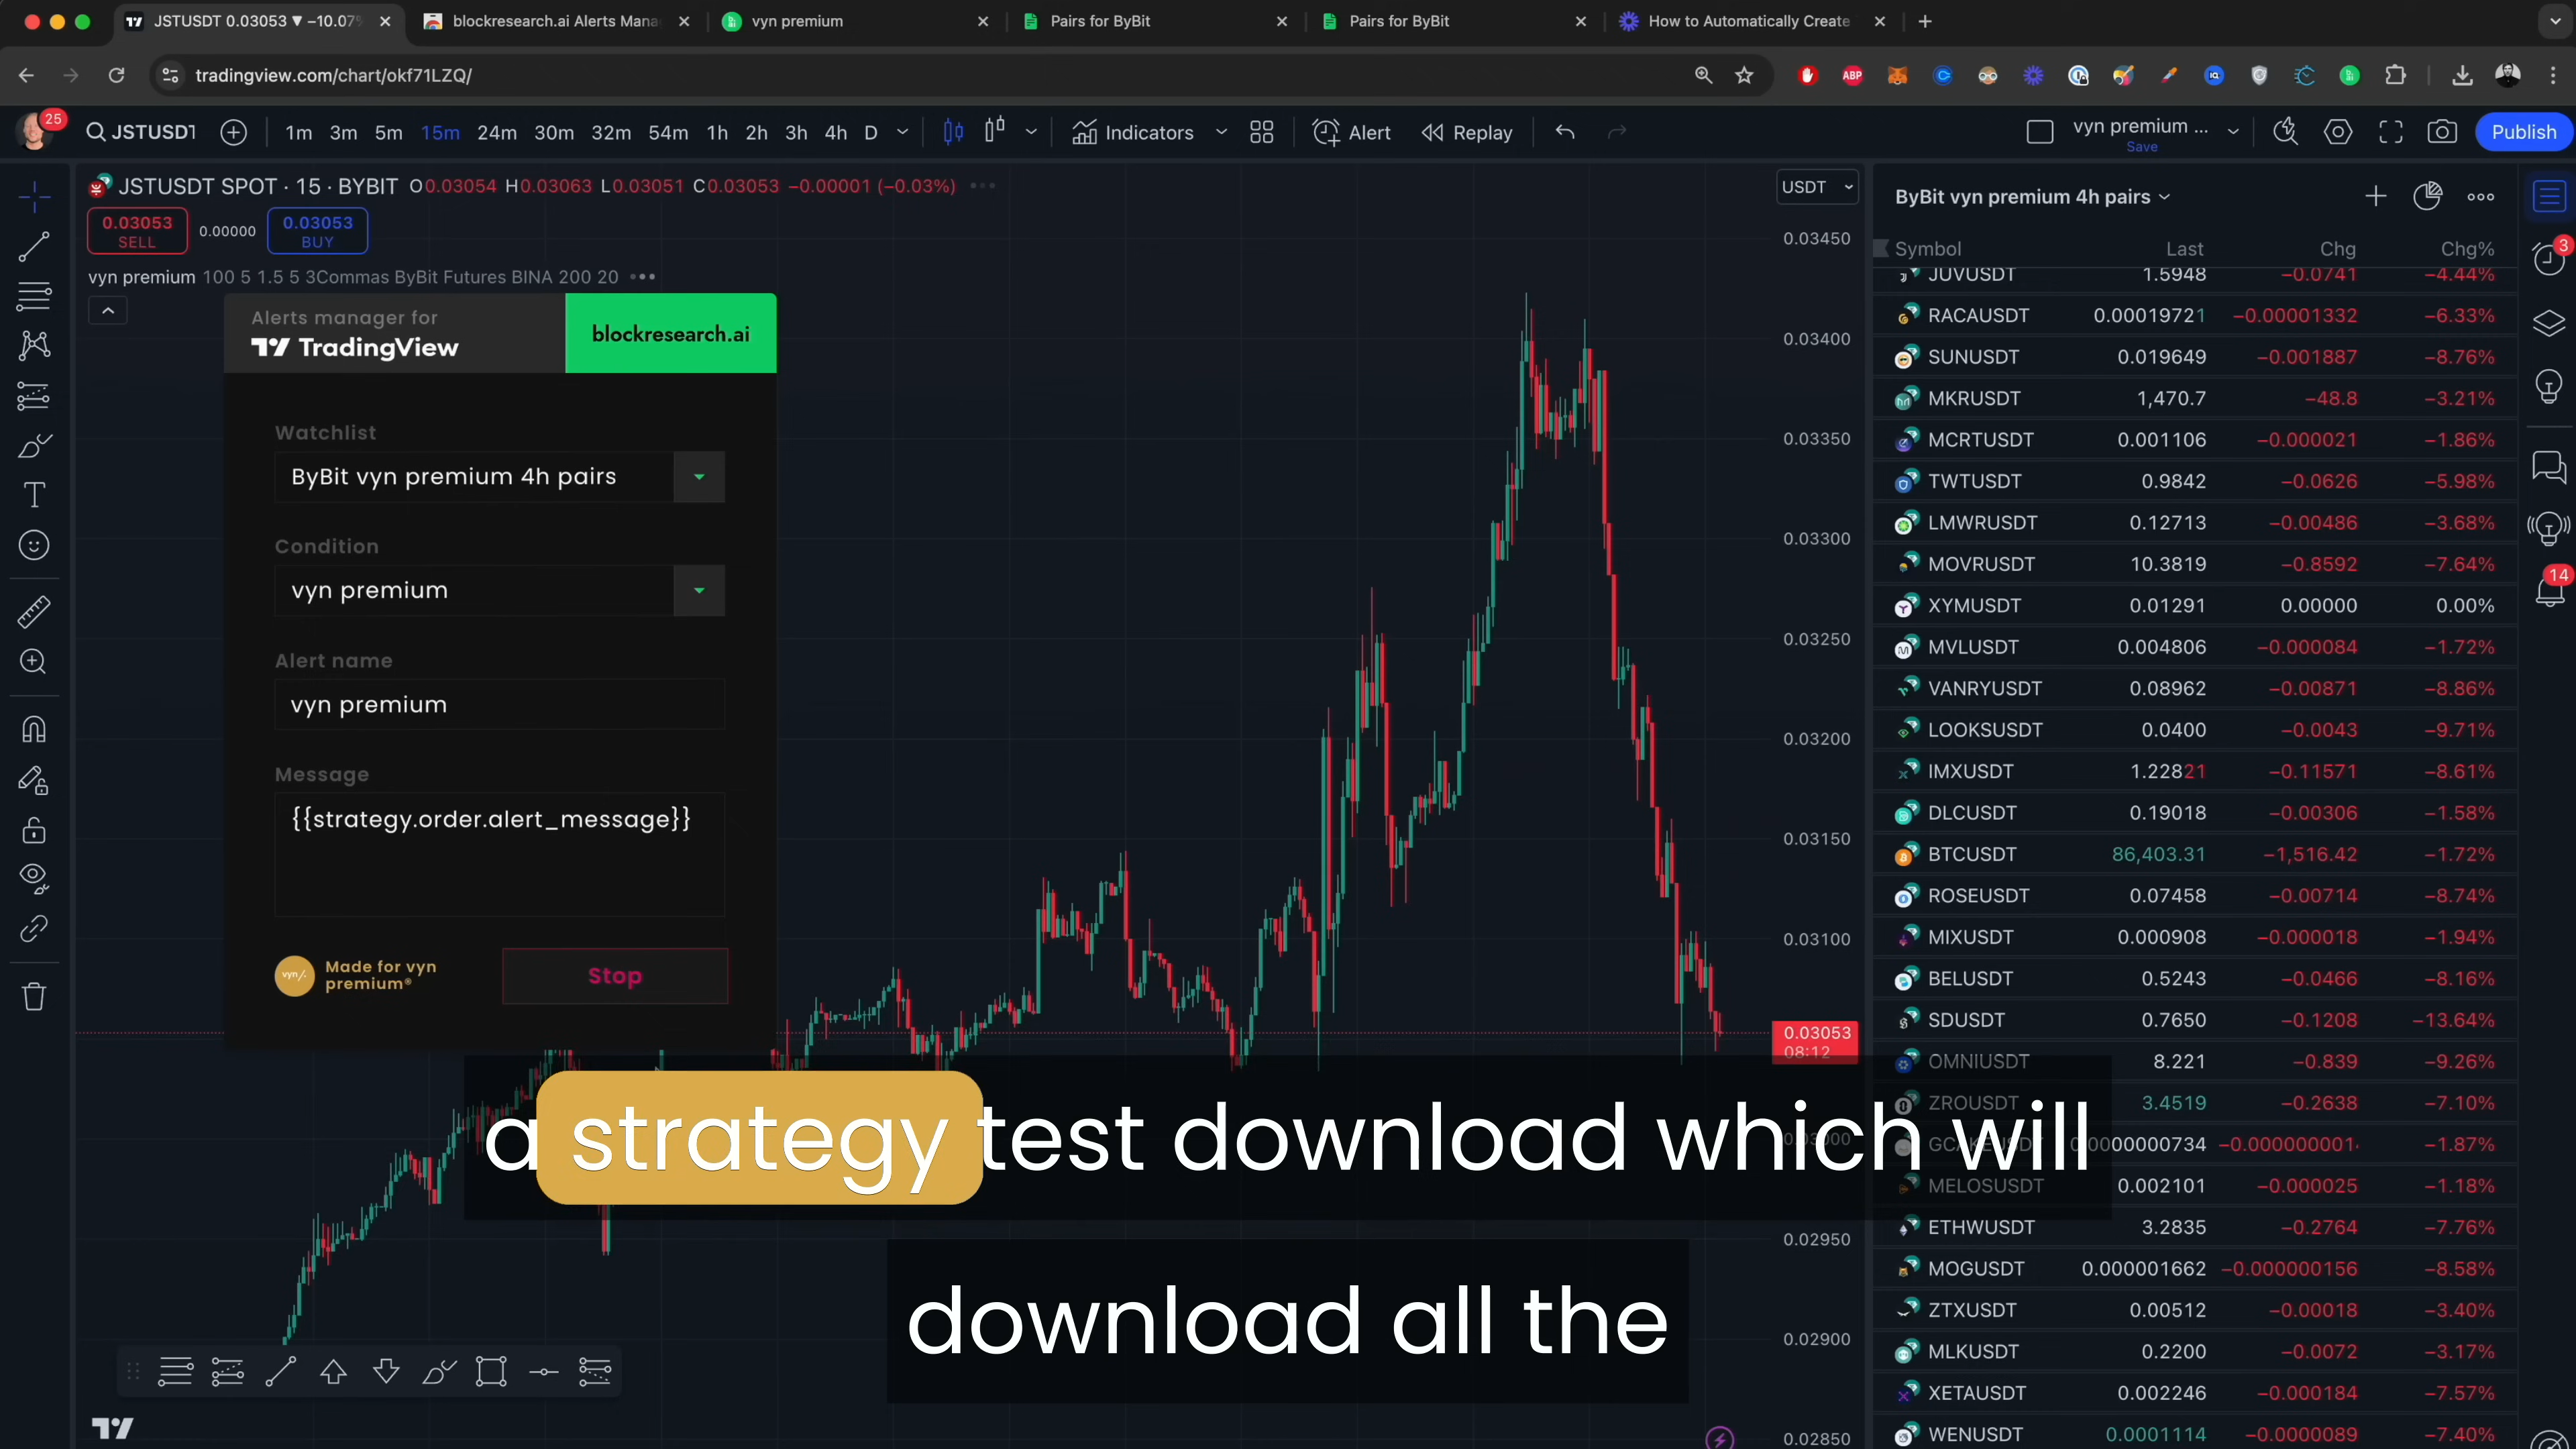 JSTUSDT 0.03053 ▼ −10.07%
blockresearch.ai Alerts Mana
vyn premium
Pairs for ByBit
Pairs for ByBit
How to Automatically Create
tradingview.com/chart/okf71LZQ/
ABP
25
JSTUSDT
1m 3m 5m 15m 24m 30m 32m 54m 1h 2h 3h 4h D
Indicators
Alert
Replay
vyn premium ...
Save
Publish
JSTUSDT SPOT · 15 · BYBIT O0.03054 H0.03063 L0.03051 C0.03053 −0.00001 (−0.03%)
0.03053
SELL
0.00000
0.03053
BUY
vyn premium 100 5 1.5 5 3Commas ByBit Futures BINA 200 20
Alerts manager for
TradingView
blockresearch.ai
Watchlist
ByBit vyn premium 4h pairs
Condition
vyn premium
Alert name
vyn premium
Message
{{strategy.order.alert_message}}
vyn/.
Made for vyn
premium®
Stop
USDT
0.03450
0.03400
0.03350
0.03300
0.03250
0.03200
0.03150
0.03100
0.03053
08:12
0.03000
0.02950
0.02900
0.02850
ByBit vyn premium 4h pairs
Symbol Last Chg Chg%
JUVUSDT 1.5948 −0.0741 −4.44%
RACAUSDT 0.00019721 −0.00001332 −6.33%
SUNUSDT 0.019649 −0.001887 −8.76%
MKRUSDT 1,470.7 −48.8 −3.21%
MCRTUSDT 0.001106 −0.000021 −1.86%
TWTUSDT 0.9842 −0.0626 −5.98%
LMWRUSDT 0.12713 −0.00486 −3.68%
MOVRUSDT 10.3819 −0.8592 −7.64%
XYMUSDT 0.01291 0.00000 0.00%
MVLUSDT 0.004806 −0.000084 −1.72%
VANRYUSDT 0.08962 −0.00871 −8.86%
LOOKSUSDT 0.0400 −0.0043 −9.71%
IMXUSDT 1.22821 −0.11571 −8.61%
DLCUSDT 0.19018 −0.00306 −1.58%
BTCUSDT 86,403.31 −1,516.42 −1.72%
ROSEUSDT 0.07458 −0.00714 −8.74%
MIXUSDT 0.000908 −0.000018 −1.94%
BELUSDT 0.5243 −0.0466 −8.16%
SDUSDT 0.7650 −0.1208 −13.64%
OMNIUSDT 8.221 −0.839 −9.26%
ZROUSDT 3.4519 −0.2638 −7.10%
0000000734 −0.000000001 −1.87%
MELOSUSDT 0.002101 −0.000025 −1.18%
ETHWUSDT 3.2835 −0.2764 −7.76%
MOGUSDT 0.000001662 −0.000000156 −8.58%
ZTXUSDT 0.00512 −0.00018 −3.40%
MLKUSDT 0.2200 −0.0072 −3.17%
XETAUSDT 0.002246 −0.000184 −7.57%
WENUSDT 0.0001114 −0.0000089 −7.40%
3
14
a strategy test download which will
download all the